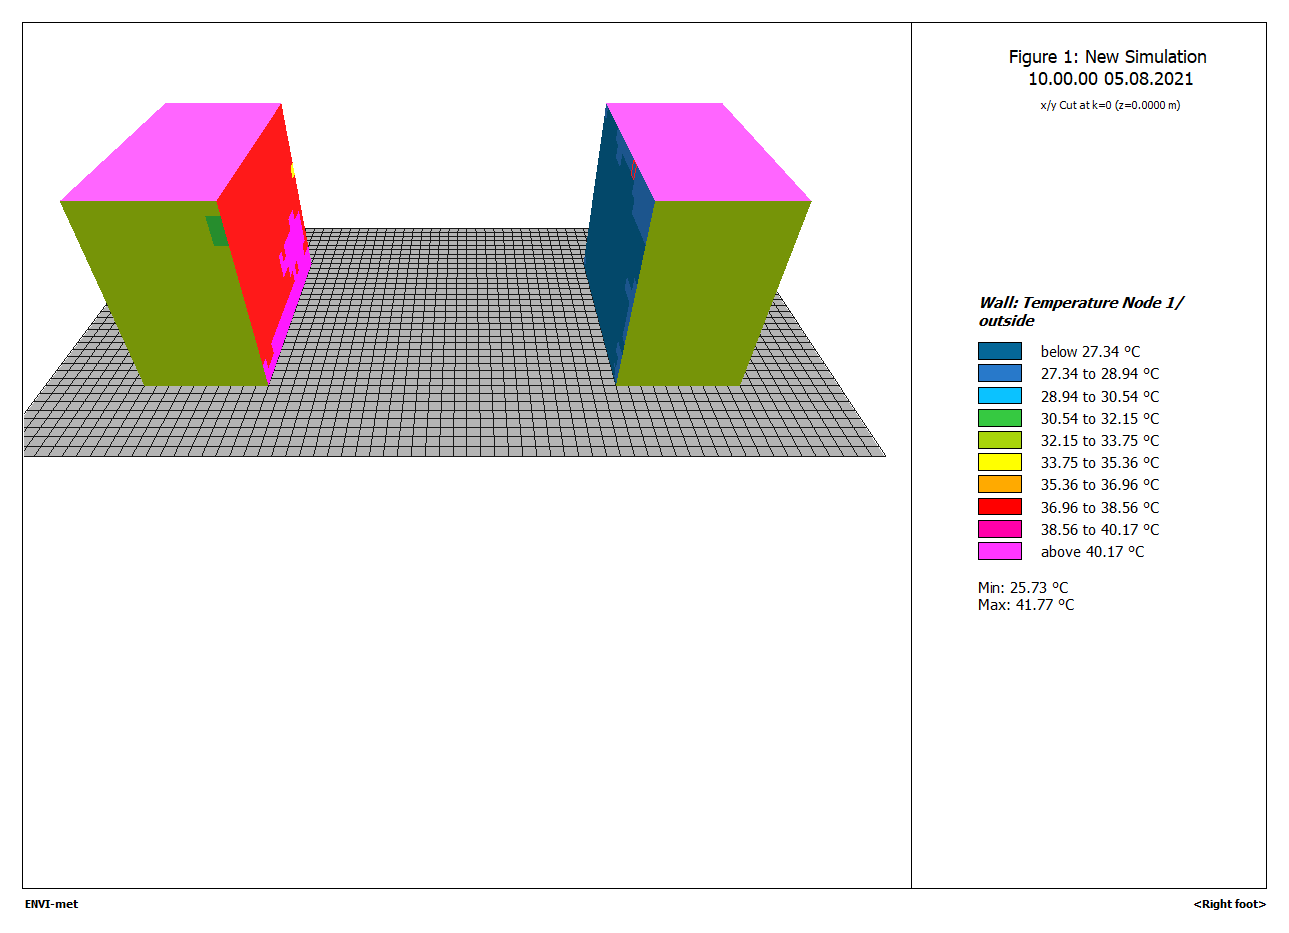 Figure 1: New Simulation
10.00.00 05.08.2021
x/y Cut at k=0 (z=0.0000 m)
Wall: Temperature Node 1/
outside
below 27.34 °C
27.34 to 28.94 °C
28.94 to 30.54 °C
30.54 to 32.15 °C
32.15 to 33.75 °C
33.75 to 35.36 °C
35.36 to 36.96 °C
36.96 to 38.56 °C
38.56 to 40.17 °C
above 40.17 °C
Min: 25.73 °C
Max: 41.77 °C
ENVI-met
<Right foot>